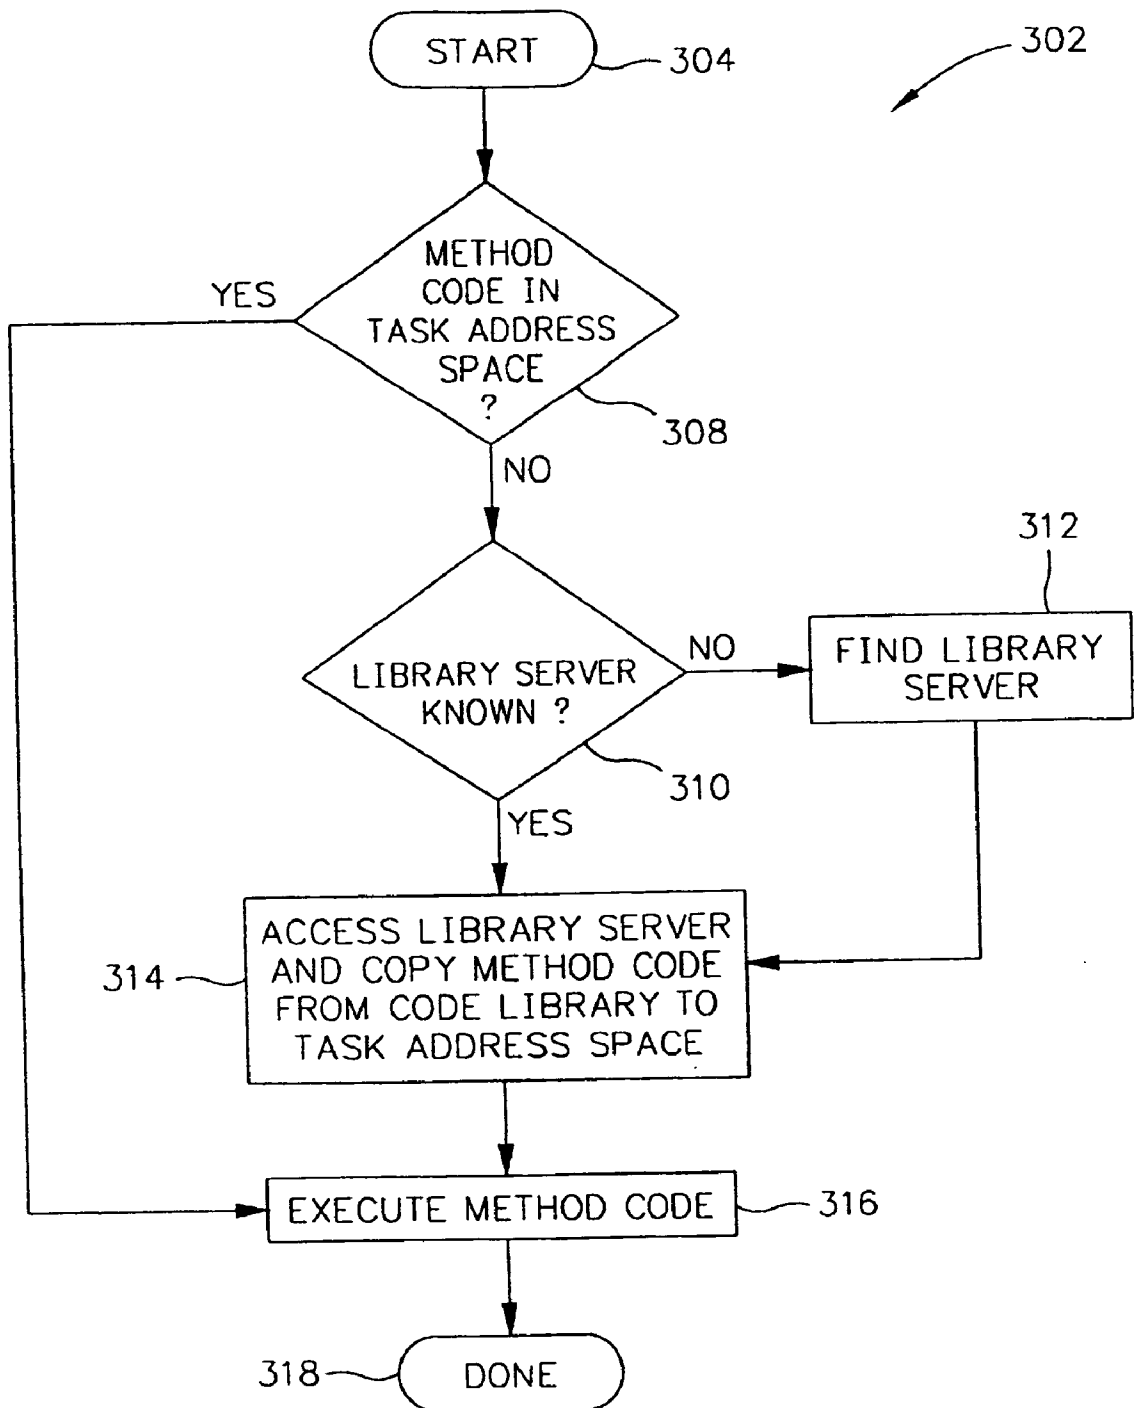 START
304
302
METHOD
CODE IN
TASK ADDRESS
SPACE
?
YES
308
NO
312
LIBRARY SERVER
KNOWN ?
NO
FIND LIBRARY
SERVER
310
YES
ACCESS LIBRARY SERVER
AND COPY METHOD CODE
FROM CODE LIBRARY TO
TASK ADDRESS SPACE
314
EXECUTE METHOD CODE
316
318
DONE